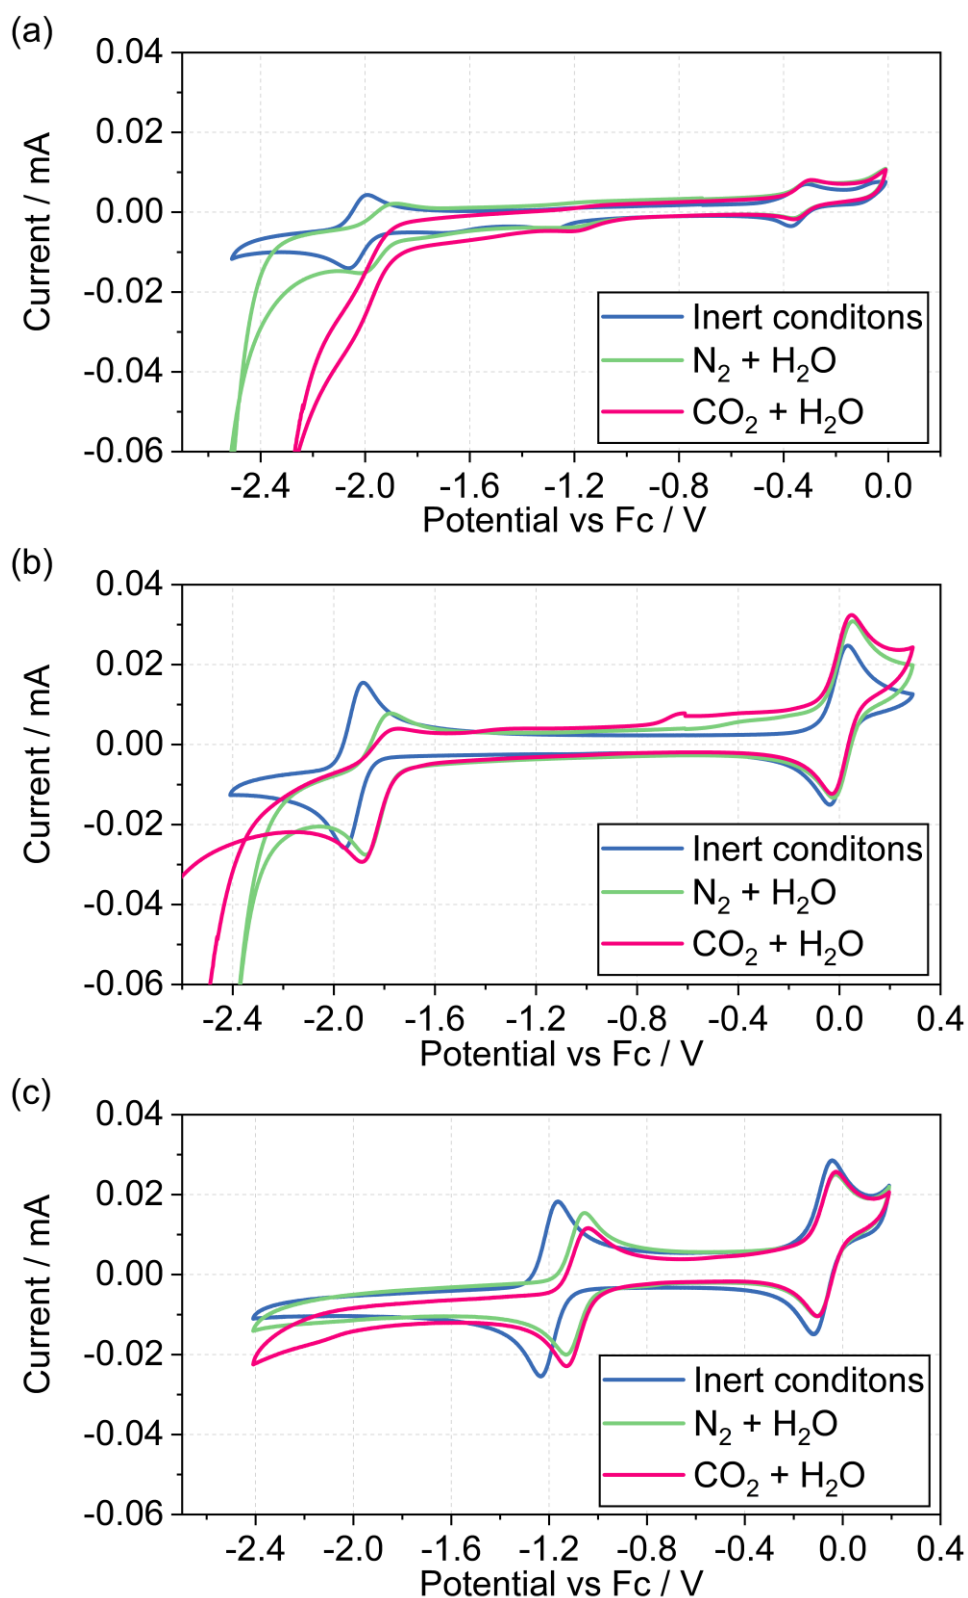 (a)
0.04
0.02
0.00
-0.02
-0.04
-0.06
Current / mA
Inert conditons
N₂ + H₂O
CO₂ + H₂O
-2.4 -2.0 -1.6 -1.2 -0.8 -0.4 0.0
Potential vs Fc / V
(b)
0.04
0.02
0.00
-0.02
-0.04
-0.06
Current / mA
Inert conditons
N₂ + H₂O
CO₂ + H₂O
-2.4 -2.0 -1.6 -1.2 -0.8 -0.4 0.0 0.4
Potential vs Fc / V
(c)
0.04
0.02
0.00
-0.02
-0.04
-0.06
Current / mA
Inert conditons
N₂ + H₂O
CO₂ + H₂O
-2.4 -2.0 -1.6 -1.2 -0.8 -0.4 0.0 0.4
Potential vs Fc / V